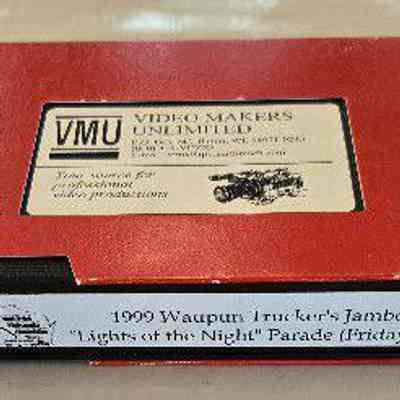 VMU
VIDEO MAKERS
UNLIMITED
Your source for
professional
video productions
1999 Waupun Trucker's Jambo
"Lights of the Night" Parade (Friday